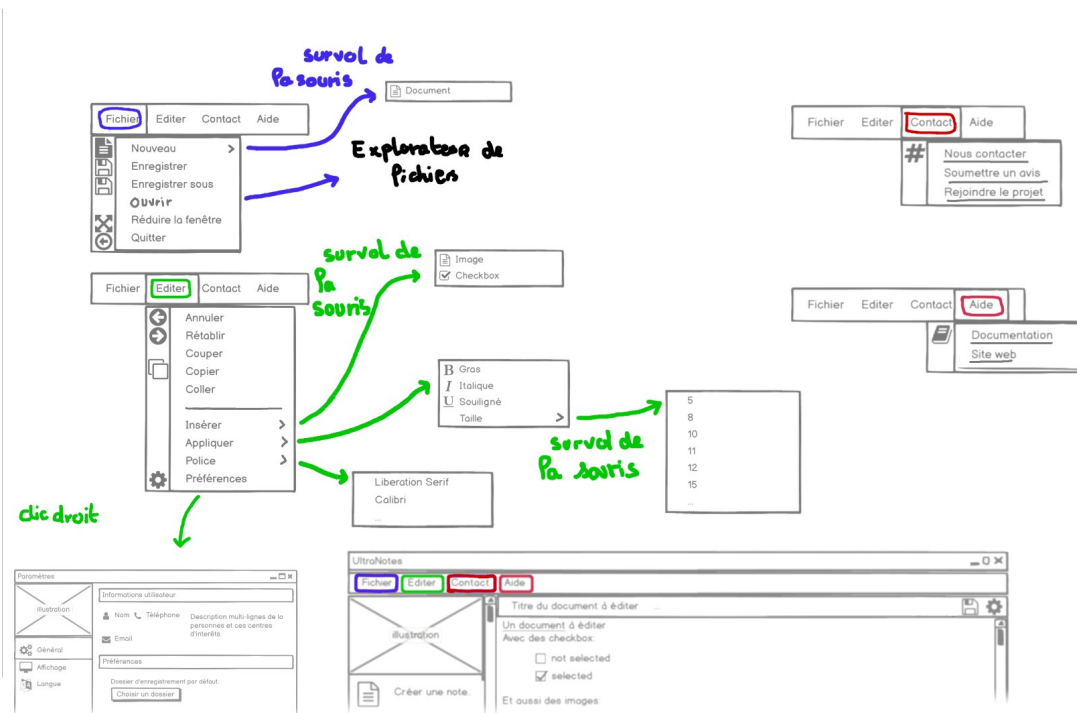 survol de
la souris
Document
Fichier Editer Contact Aide
Nouveau
Enregistrer
Enregistrer sous
Ouvrir
Réduire la fenêtre
Quitter
Explorateur de
fichiers
Fichier Editer Contact Aide
Nous contacter
Soumettre un avis
Rejoindre le projet
survol de
la
souris
Image
Checkbox
Fichier Editer Contact Aide
Annuler
Rétablir
Couper
Copier
Coller
Insérer
Appliquer
Police
Préférences
Fichier Editer Contact Aide
Documentation
Site web
B Gras
I Italique
U Souligné
Taille
survol de
la souris
5
8
10
11
12
15
...
Liberation Serif
Calibri
...
clic droit
Paramètres
illustration
Général
Affichage
Langue
Informations utilisateur
Nom Téléphone
Description multi-lignes de la
personnes et ces centres
d'interêts.
Email
Préférences
Dossier d'enregistrement par défaut:
Choisir un dossier
UltraNotes
Fichier Editer Contact Aide
illustration
Créer une note.
Titre du document à éditer ...
Un document à éditer
Avec des checkbox:
not selected
selected
Et aussi des images: